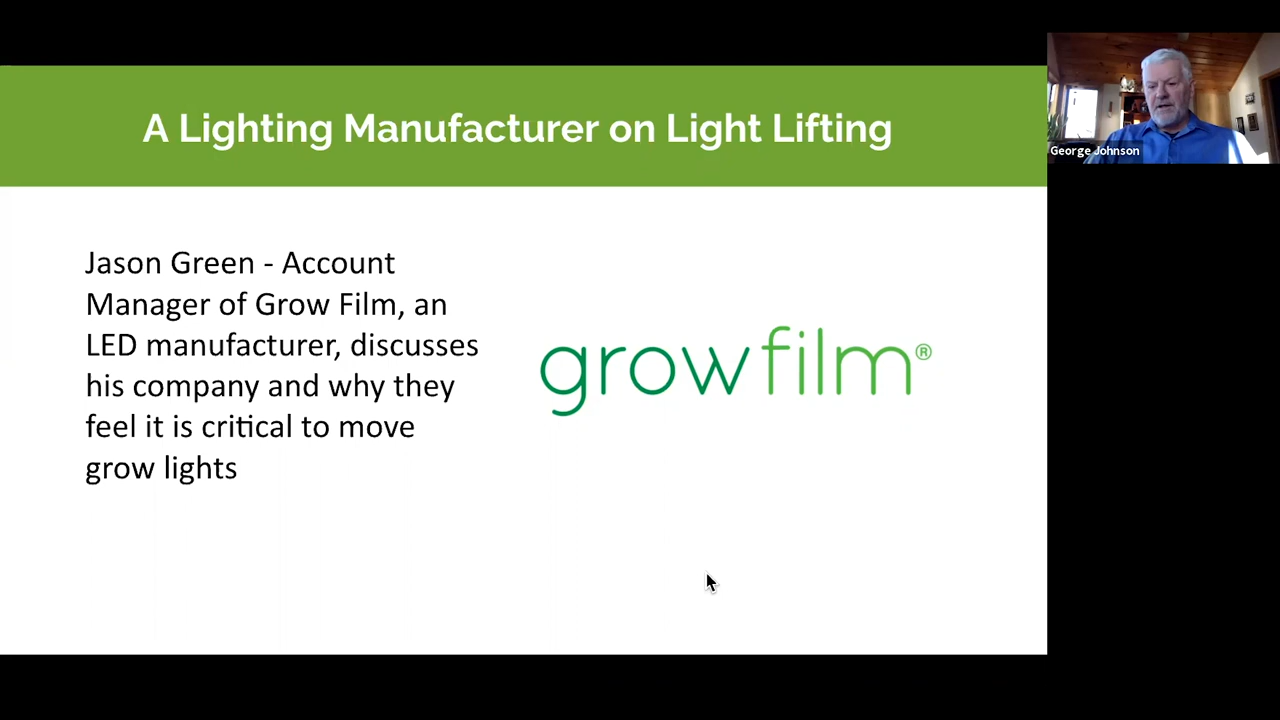 A Lighting Manufacturer on Light Lifting
George Johnson
Jason Green - Account
Manager of Grow Film, an
LED manufacturer, discusses
his company and why they
feel it is critical to move
grow lights
growfilm®